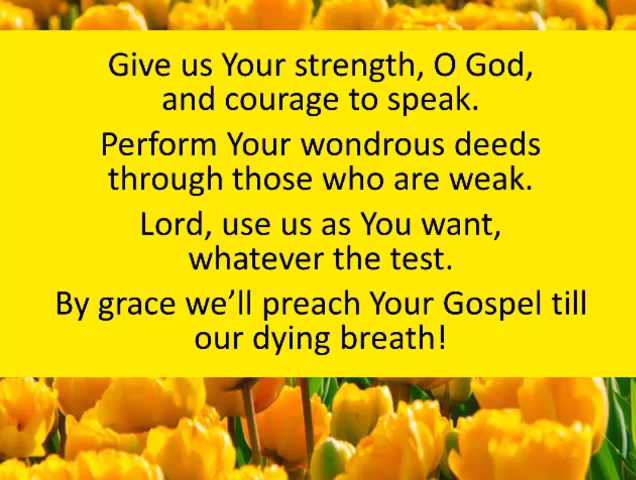 Give us Your strength, O God,
and courage to speak.
Perform Your wondrous deeds
through those who are weak.
Lord, use us as You want,
whatever the test.
By grace we’ll preach Your Gospel till
our dying breath!